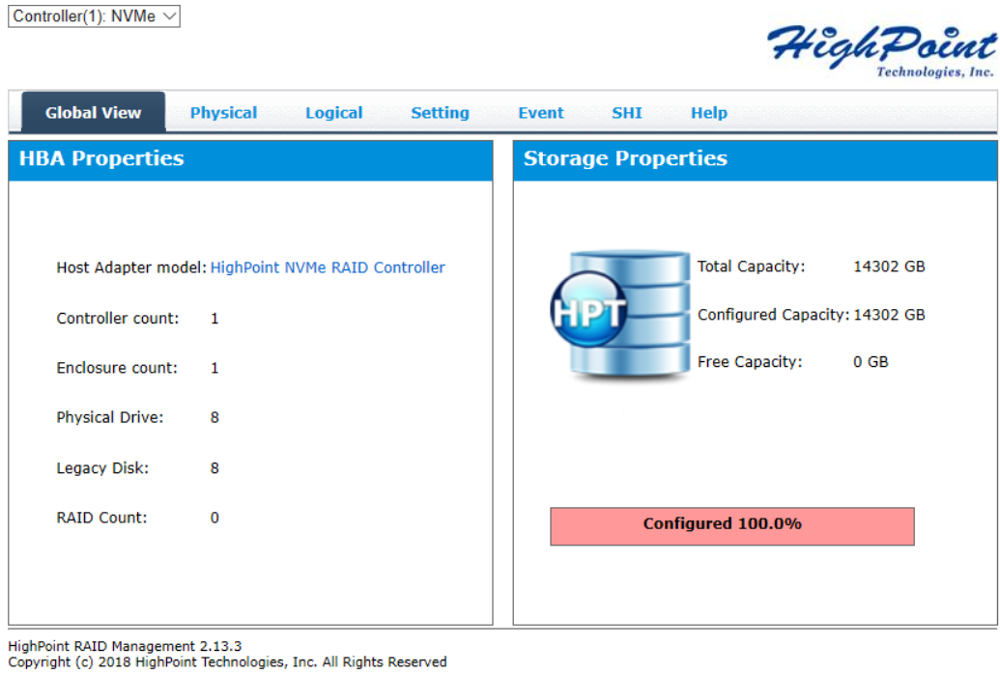 Controller(1): NVMe
HighPoint
Technologies, Inc.
Global View Physical Logical Setting Event SHI Help
HBA Properties
Host Adapter model: HighPoint NVMe RAID Controller
Controller count: 1
Enclosure count: 1
Physical Drive: 8
Legacy Disk: 8
RAID Count: 0
Storage Properties
HPT
Total Capacity: 14302 GB
Configured Capacity: 14302 GB
Free Capacity: 0 GB
Configured 100.0%
HighPoint RAID Management 2.13.3
Copyright (c) 2018 HighPoint Technologies, Inc. All Rights Reserved